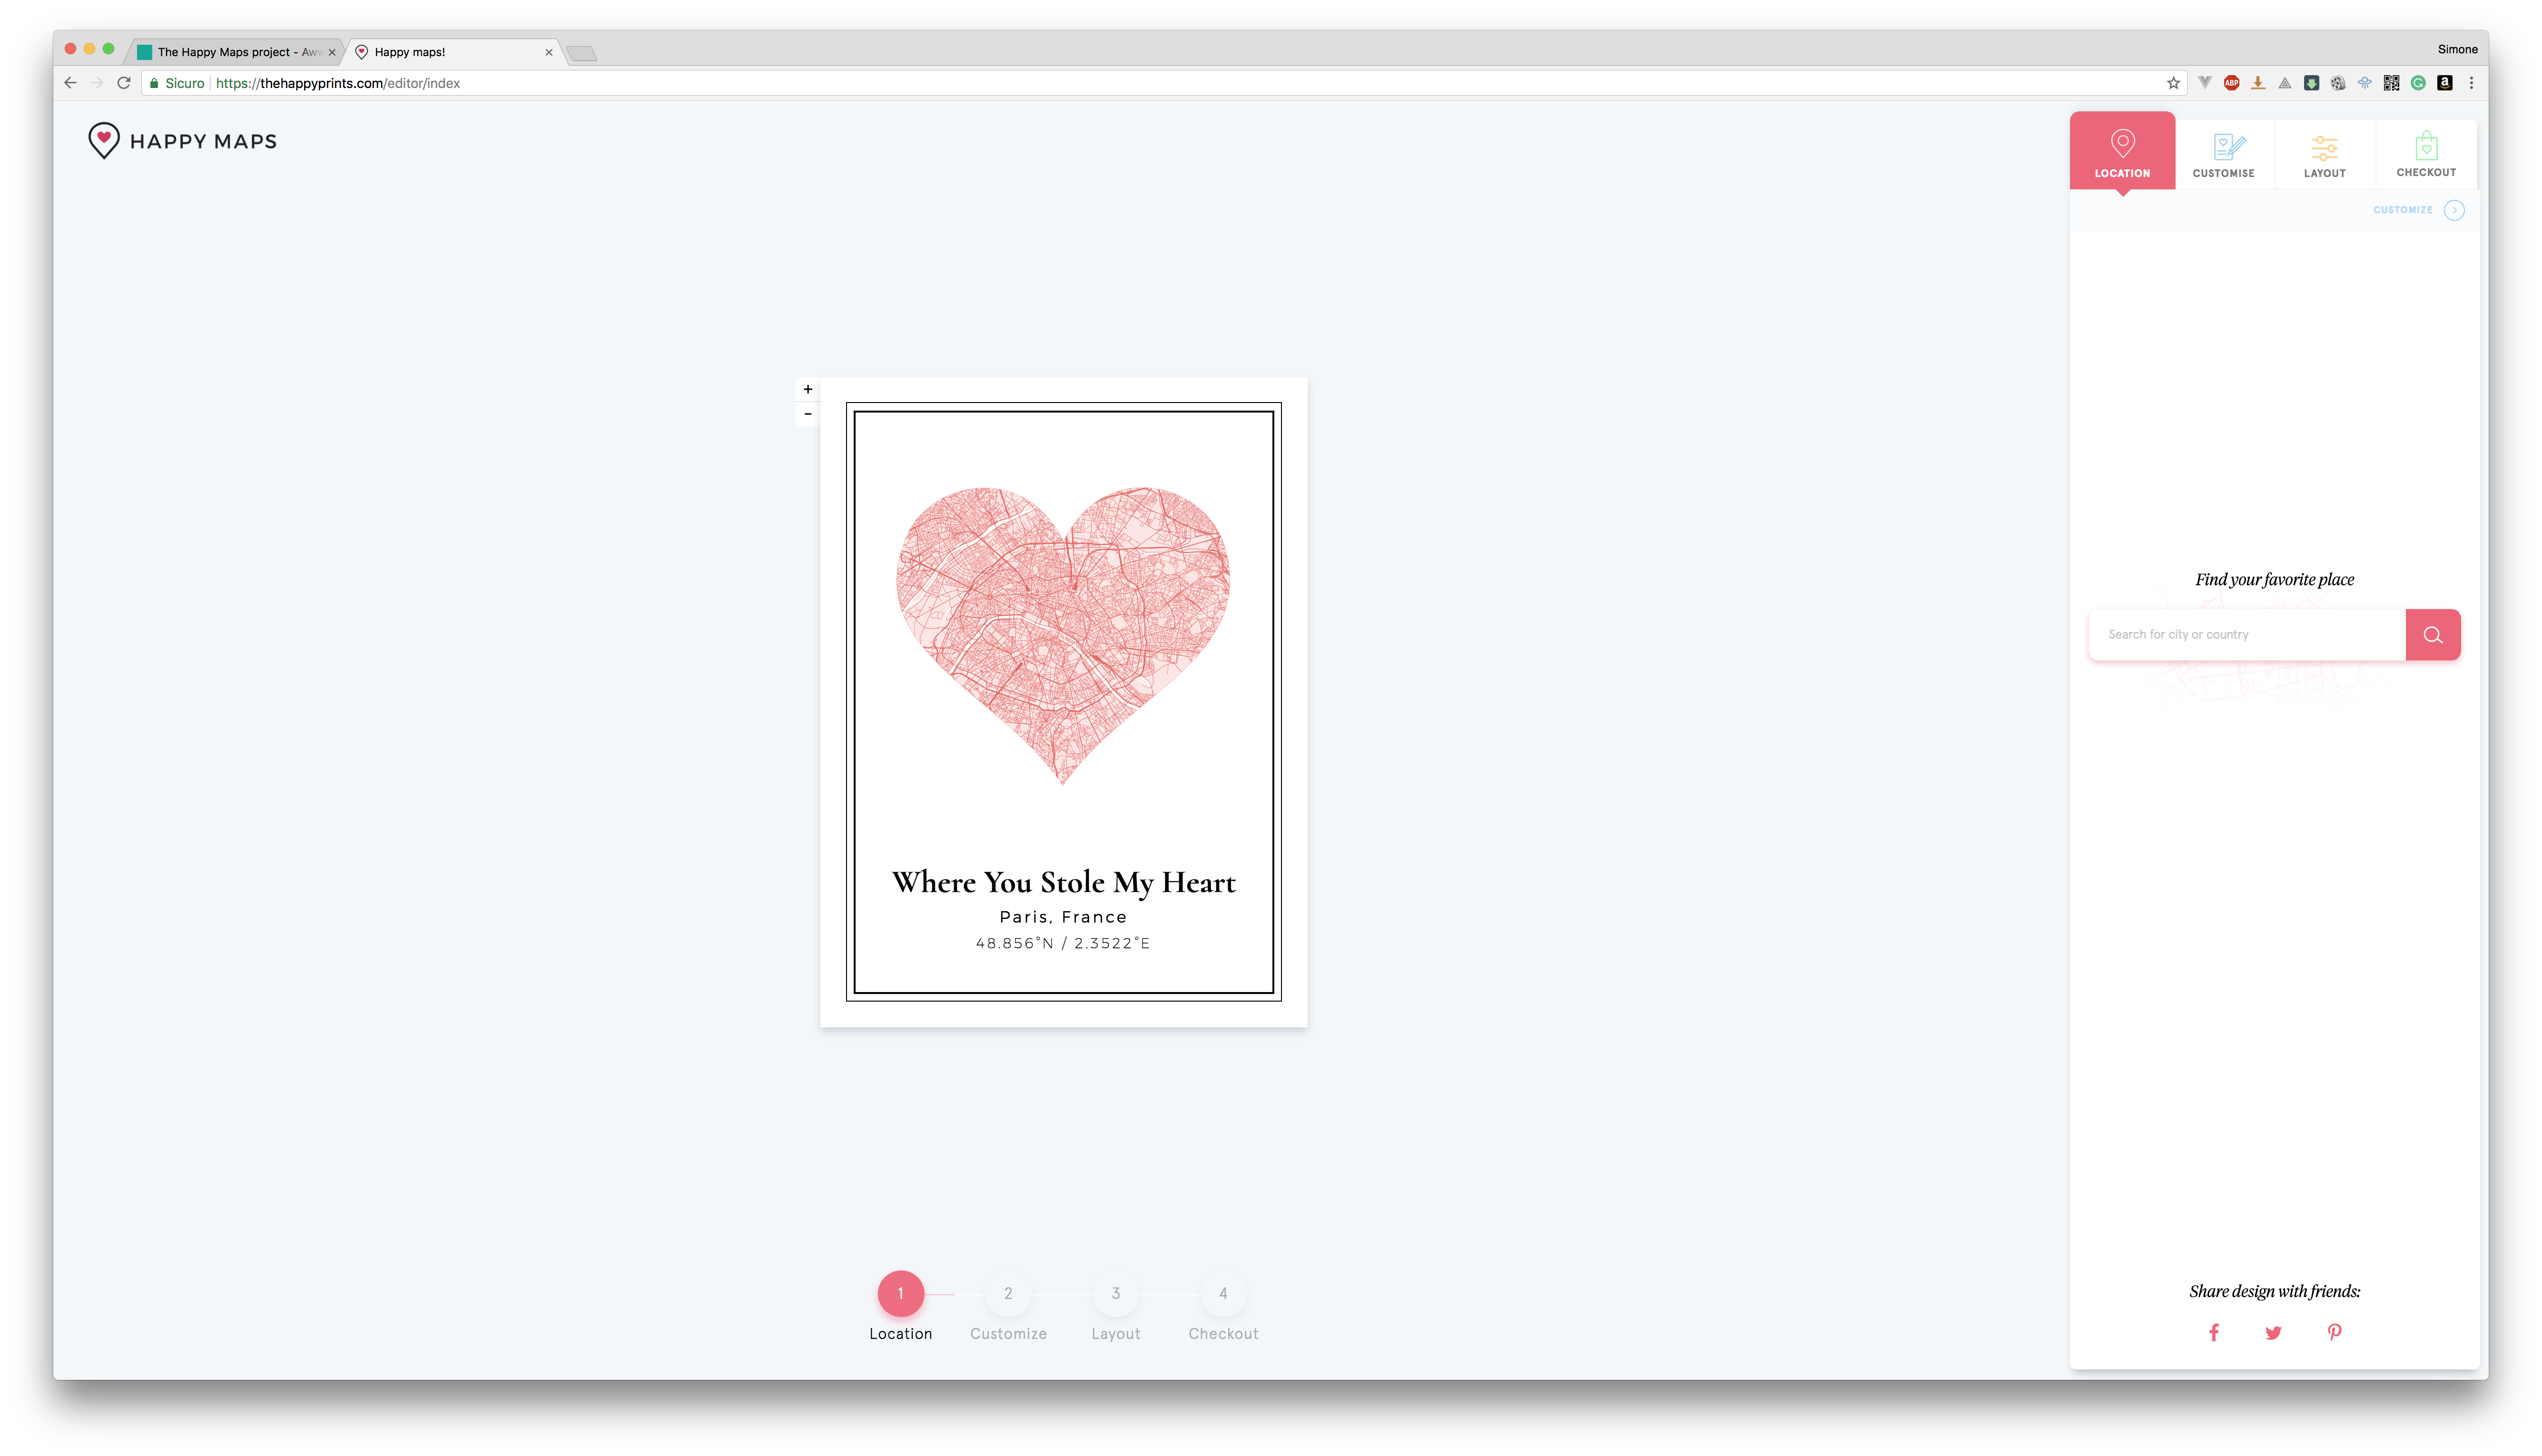 The Happy Maps project - Aw
Happy maps!
Simone
Sicuro
https://thehappyprints.com/editor/index
ABP
HAPPY MAPS
LOCATION
CUSTOMISE
LAYOUT
CHECKOUT
CUSTOMIZE
+
-
Where You Stole My Heart
Paris, France
48.856°N / 2.3522°E
Find your favorite place
Search for city or country
1
2
3
4
Location
Customize
Layout
Checkout
Share design with friends: